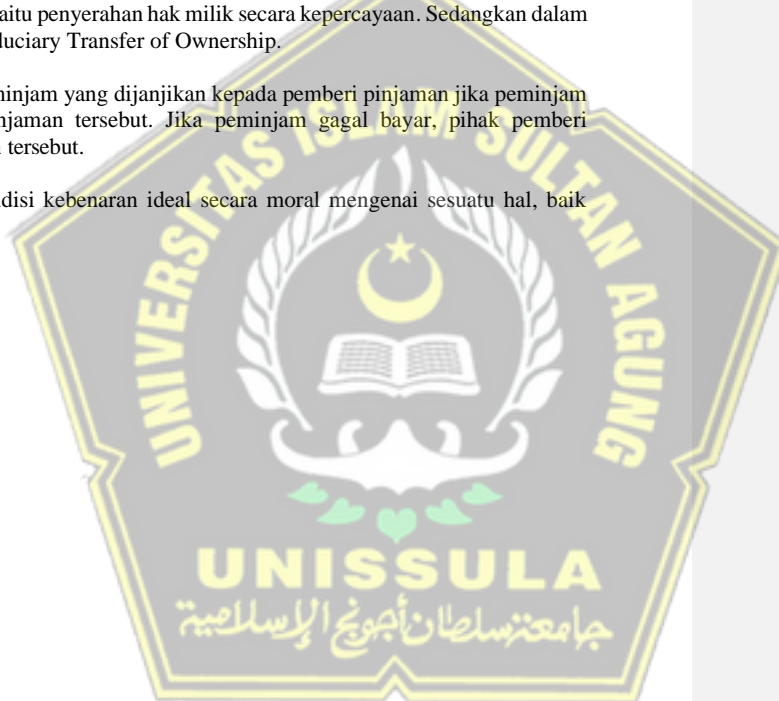 aitu penyerahan hak milik secara kepercayaan. Sedangkan dalam
duciary Transfer of Ownership.
ninjam yang dijanjikan kepada pemberi pinjaman jika peminjam
njaman tersebut. Jika peminjam gagal bayar, pihak pemberi
tersebut.
disi kebenaran ideal secara moral mengenai sesuatu hal, baik
UNIVERSITAS ISLAM SULTAN AGUNG
UNISSULA
جامعة سلطان أجونج الإسلامية